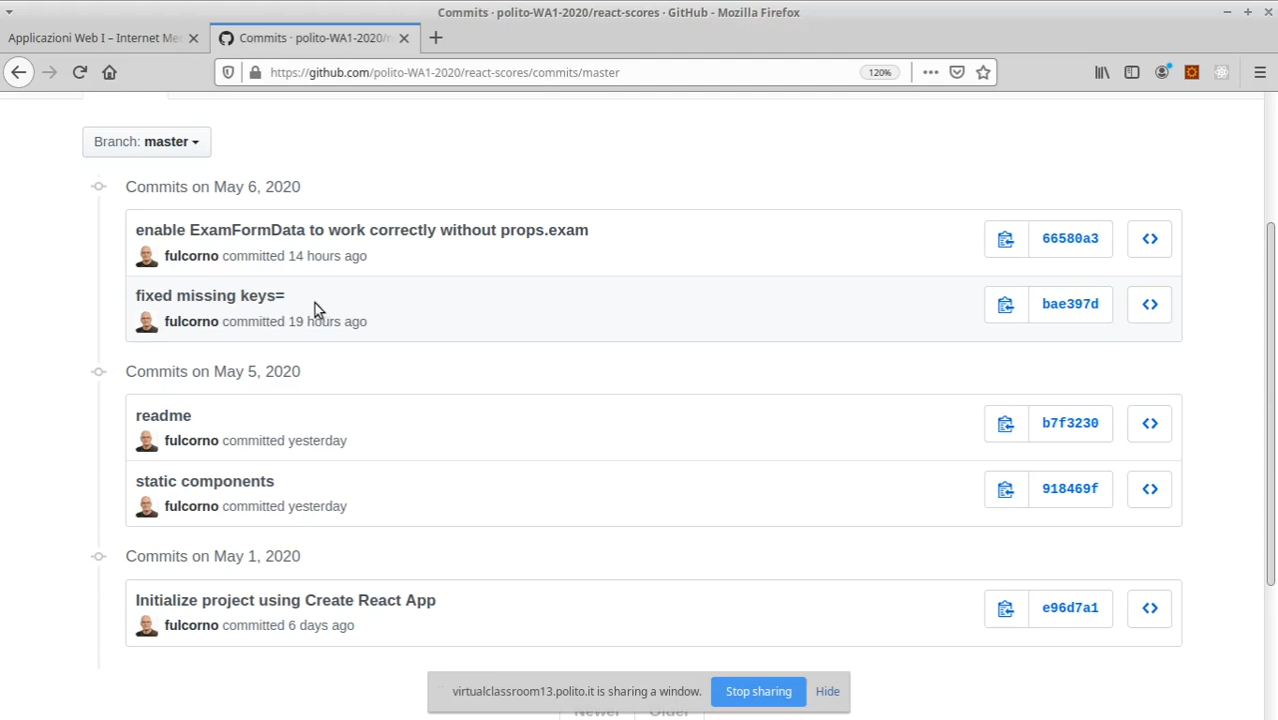 Commits · polito-WA1-2020/react-scores · GitHub - Mozilla Firefox
Applicazioni Web I – Internet Me
Commits · polito-WA1-2020/r
https://github.com/polito-WA1-2020/react-scores/commits/master
120%
Branch: master
Commits on May 6, 2020
enable ExamFormData to work correctly without props.exam
66580a3
fulcorno committed 14 hours ago
fixed missing keys=
bae397d
fulcorno committed 19 hours ago
Commits on May 5, 2020
readme
b7f3230
fulcorno committed yesterday
static components
918469f
fulcorno committed yesterday
Commits on May 1, 2020
Initialize project using Create React App
e96d7a1
fulcorno committed 6 days ago
virtualclassroom13.polito.it is sharing a window.
Stop sharing
Hide
Newer
Older